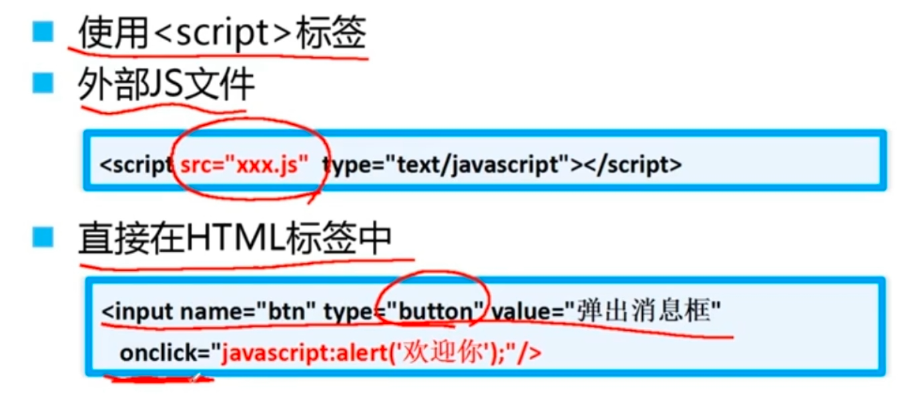 使用<script>标签
外部JS文件
<script src="xxx.js" type="text/javascript"></script>
直接在HTML标签中
<input name="btn" type="button" value="弹出消息框"
onclick="javascript:alert('欢迎你');"/>